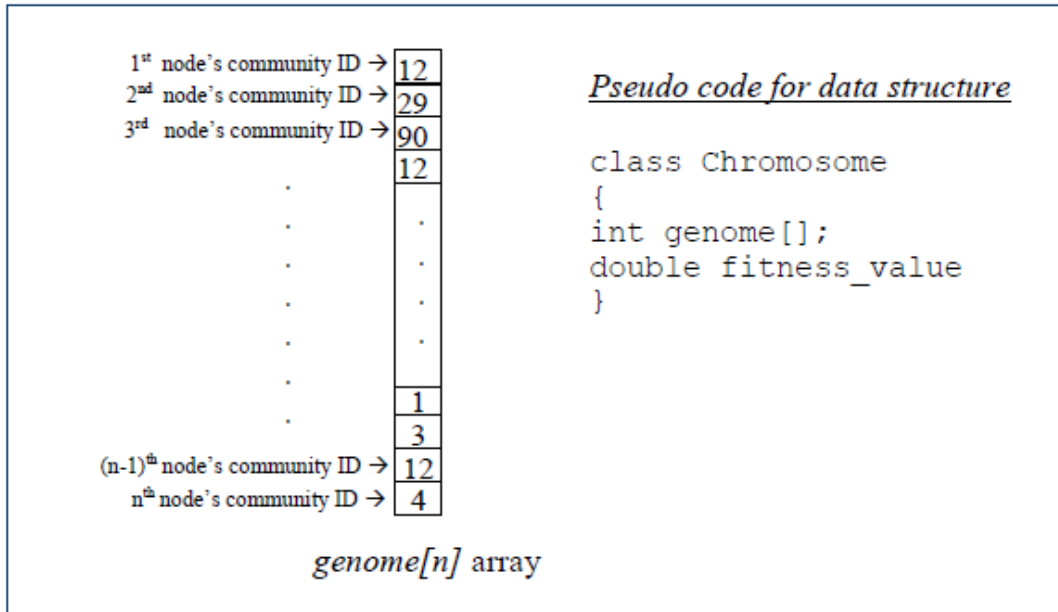 1st node's community ID → 12
2nd node's community ID → 29
3rd node's community ID → 90
12
1
3
(n-1)th node's community ID → 12
nth node's community ID → 4
genome[n] array
Pseudo code for data structure
class Chromosome
{
int genome[];
double fitness_value
}